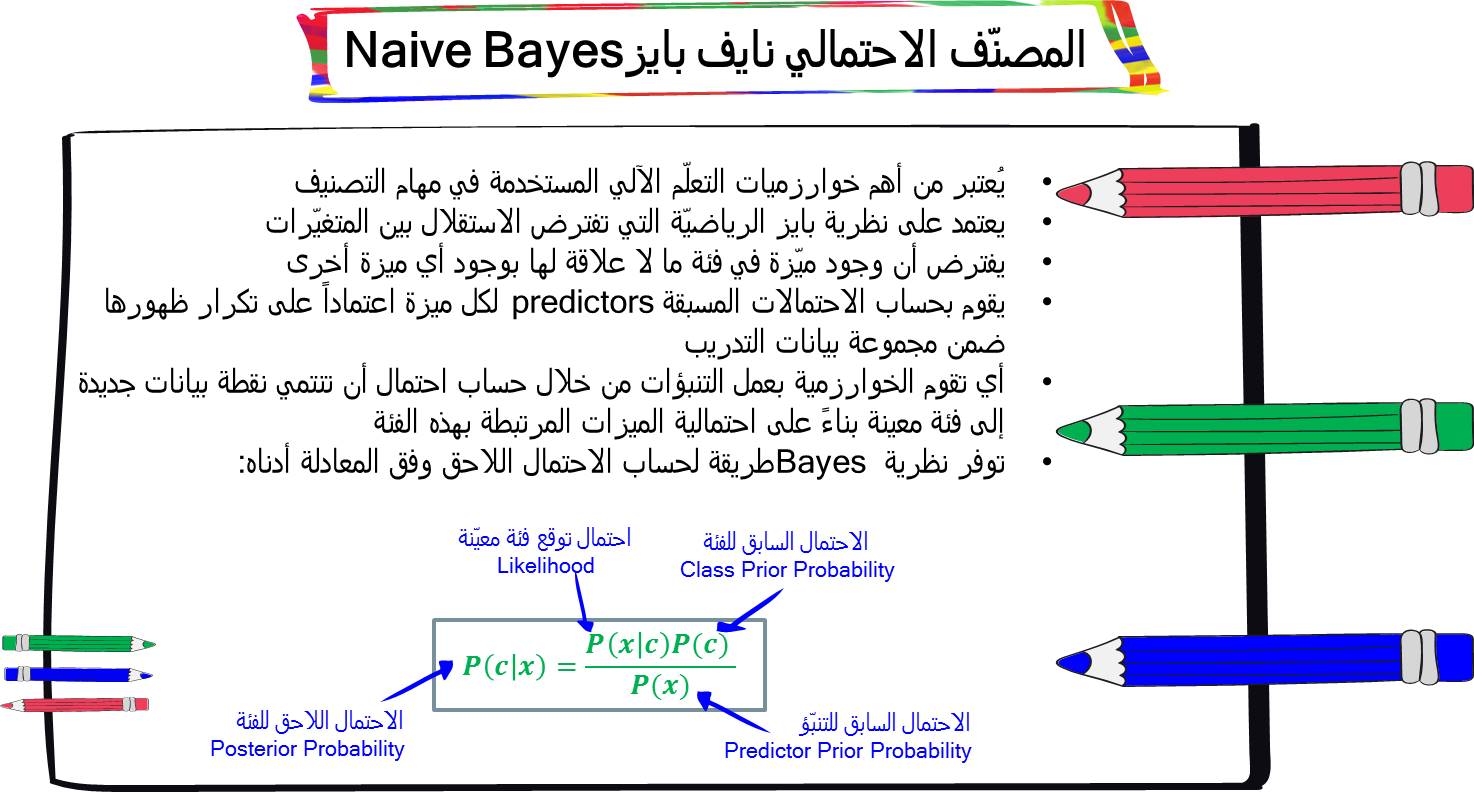 المصنّف الاحتمالي نايف بايز Naive Bayes
• يُعتبر من أهم خوارزميات التعلّم الآلي المستخدمة في مهام التصنيف
• يعتمد على نظرية بايز الرياضيّة التي تفترض الاستقلال بين المتغيّرات
• يفترض أن وجود ميّزة في فئة ما لا علاقة لها بوجود أي ميزة أخرى
• يقوم بحساب الاحتمالات المسبقة predictors لكل ميزة اعتماداً على تكرار ظهورها
ضمن مجموعة بيانات التدريب
• أي تقوم الخوارزمية بعمل التنبؤات من خلال حساب احتمال أن تنتمي نقطة بيانات جديدة
إلى فئة معينة بناءً على احتمالية الميزات المرتبطة بهذه الفئة
• توفر نظرية Bayes طريقة لحساب الاحتمال اللاحق وفق المعادلة أدناه:
احتمال توقع فئة معيّنة
Likelihood
الاحتمال السابق للفئة
Class Prior Probability
P(c|x) = P(x|c)P(c)
P(x)
الاحتمال اللاحق للفئة
Posterior Probability
الاحتمال السابق للتنبّؤ
Predictor Prior Probability